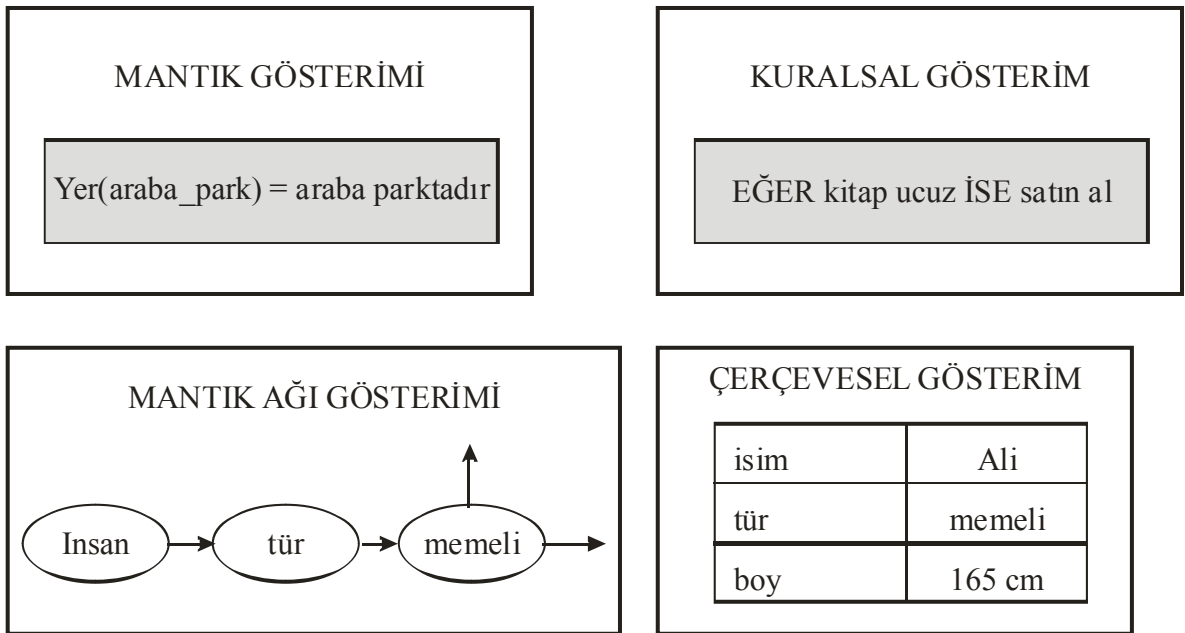 MANTIK GÖSTERİMİ
Yer(araba_park) = araba parktadır
KURALSAL GÖSTERİM
EĞER kitap ucuz İSE satın al
MANTIK AĞI GÖSTERİMİ
Insan
tür
memeli
ÇERÇEVESEL GÖSTERİM
isim Ali
tür memeli
boy 165 cm